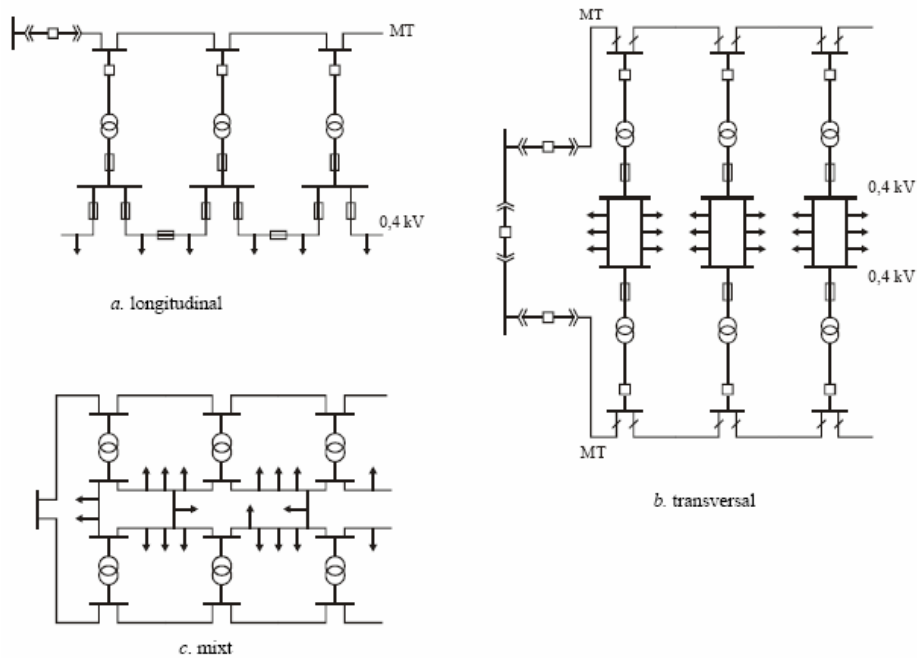 MT
0,4 kV
a. longitudinal
MT
0,4 kV
0,4 kV
MT
b. transversal
c. mixt